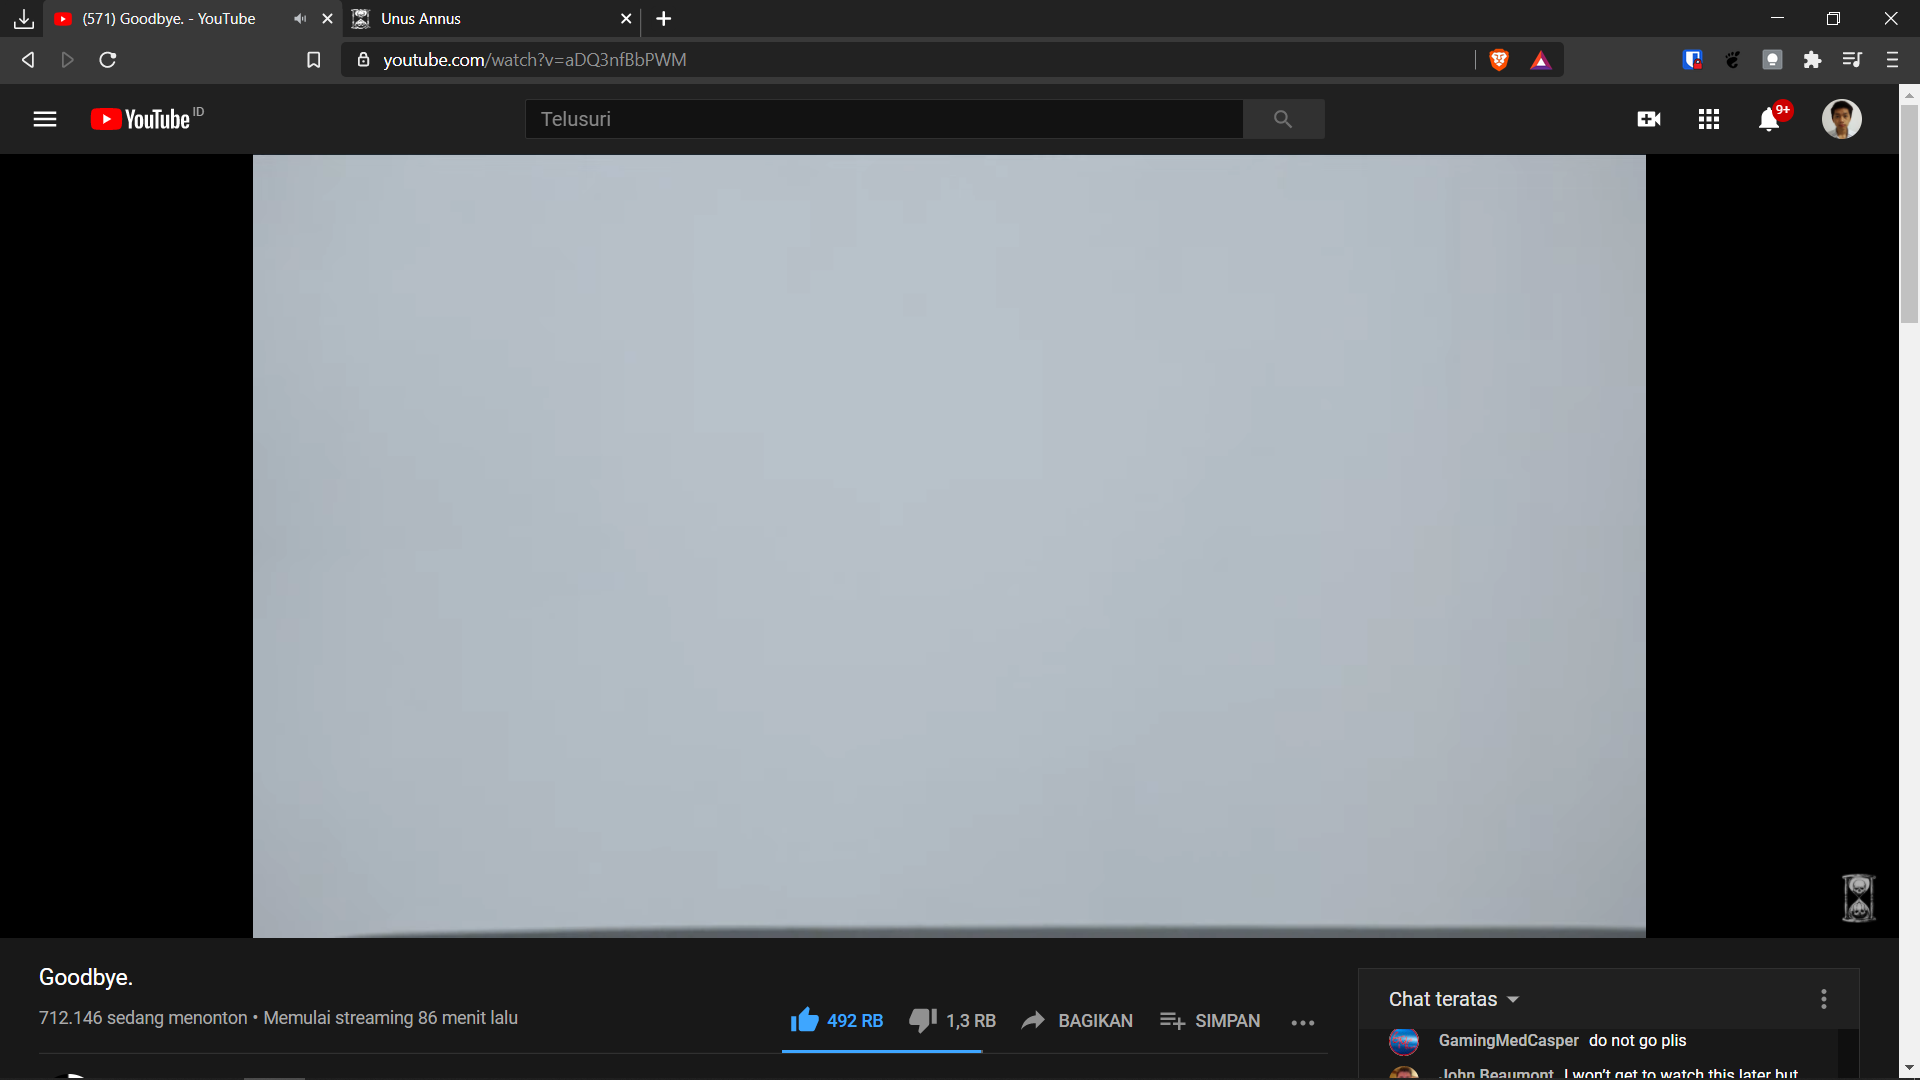 (571) Goodbye. - YouTube
Unus Annus
youtube.com/watch?v=aDQ3nfBbPWM
YouTube ID
Telusuri
9+
Goodbye.
712.146 sedang menonton • Memulai streaming 86 menit lalu
492 RB
1,3 RB
BAGIKAN
SIMPAN
Chat teratas
GamingMedCasper do not go plis
John Beaumont I won't get to watch this later but